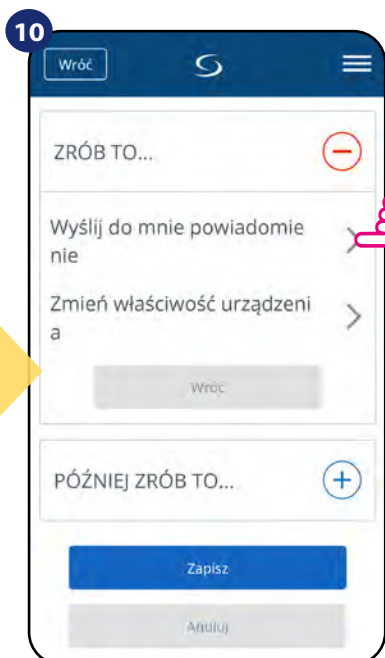 10
Wróć
ZRÓB TO...
Wyślij do mnie powiadomie
nie
Zmień właściwość urządzeni
a
Wróć
PÓŹNIEJ ZRÓB TO...
Zapisz
Anuluj